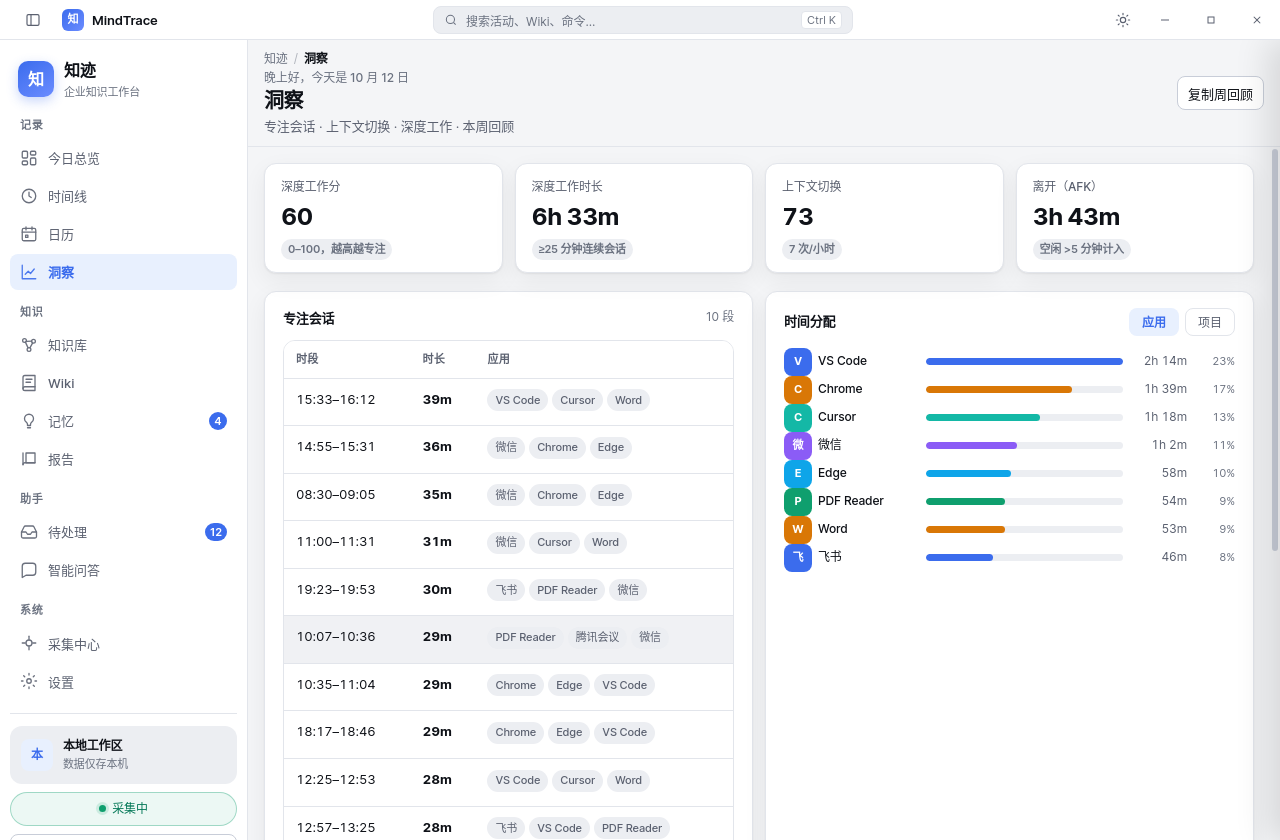 知 MindTrace
搜索活动、Wiki、命令... Ctrl K
知 知迹
企业知识工作台
记录
今日总览
时间线
日历
洞察
知识
知识库
Wiki
记忆 4
报告
助手
待处理 12
智能问答
系统
采集中心
设置
本 本地工作区
数据仅存本机
采集中
知迹 / 洞察
晚上好，今天是 10 月 12 日
洞察
专注会话 · 上下文切换 · 深度工作 · 本周回顾
复制周回顾
深度工作分
60
0–100，越高越专注
深度工作时长
6h 33m
≥25 分钟连续会话
上下文切换
73
7 次/小时
离开（AFK）
3h 43m
空闲 >5 分钟计入
专注会话 10 段
时段 时长 应用
15:33–16:12 39m VS Code Cursor Word
14:55–15:31 36m 微信 Chrome Edge
08:30–09:05 35m 微信 Chrome Edge
11:00–11:31 31m 微信 Cursor Word
19:23–19:53 30m 飞书 PDF Reader 微信
10:07–10:36 29m PDF Reader 腾讯会议 微信
10:35–11:04 29m Chrome Edge VS Code
18:17–18:46 29m Chrome Edge VS Code
12:25–12:53 28m VS Code Cursor Word
12:57–13:25 28m 飞书 VS Code PDF Reader
时间分配 应用 项目
V VS Code 2h 14m 23%
C Chrome 1h 39m 17%
C Cursor 1h 18m 13%
微 微信 1h 2m 11%
E Edge 58m 10%
P PDF Reader 54m 9%
W Word 53m 9%
飞 飞书 46m 8%